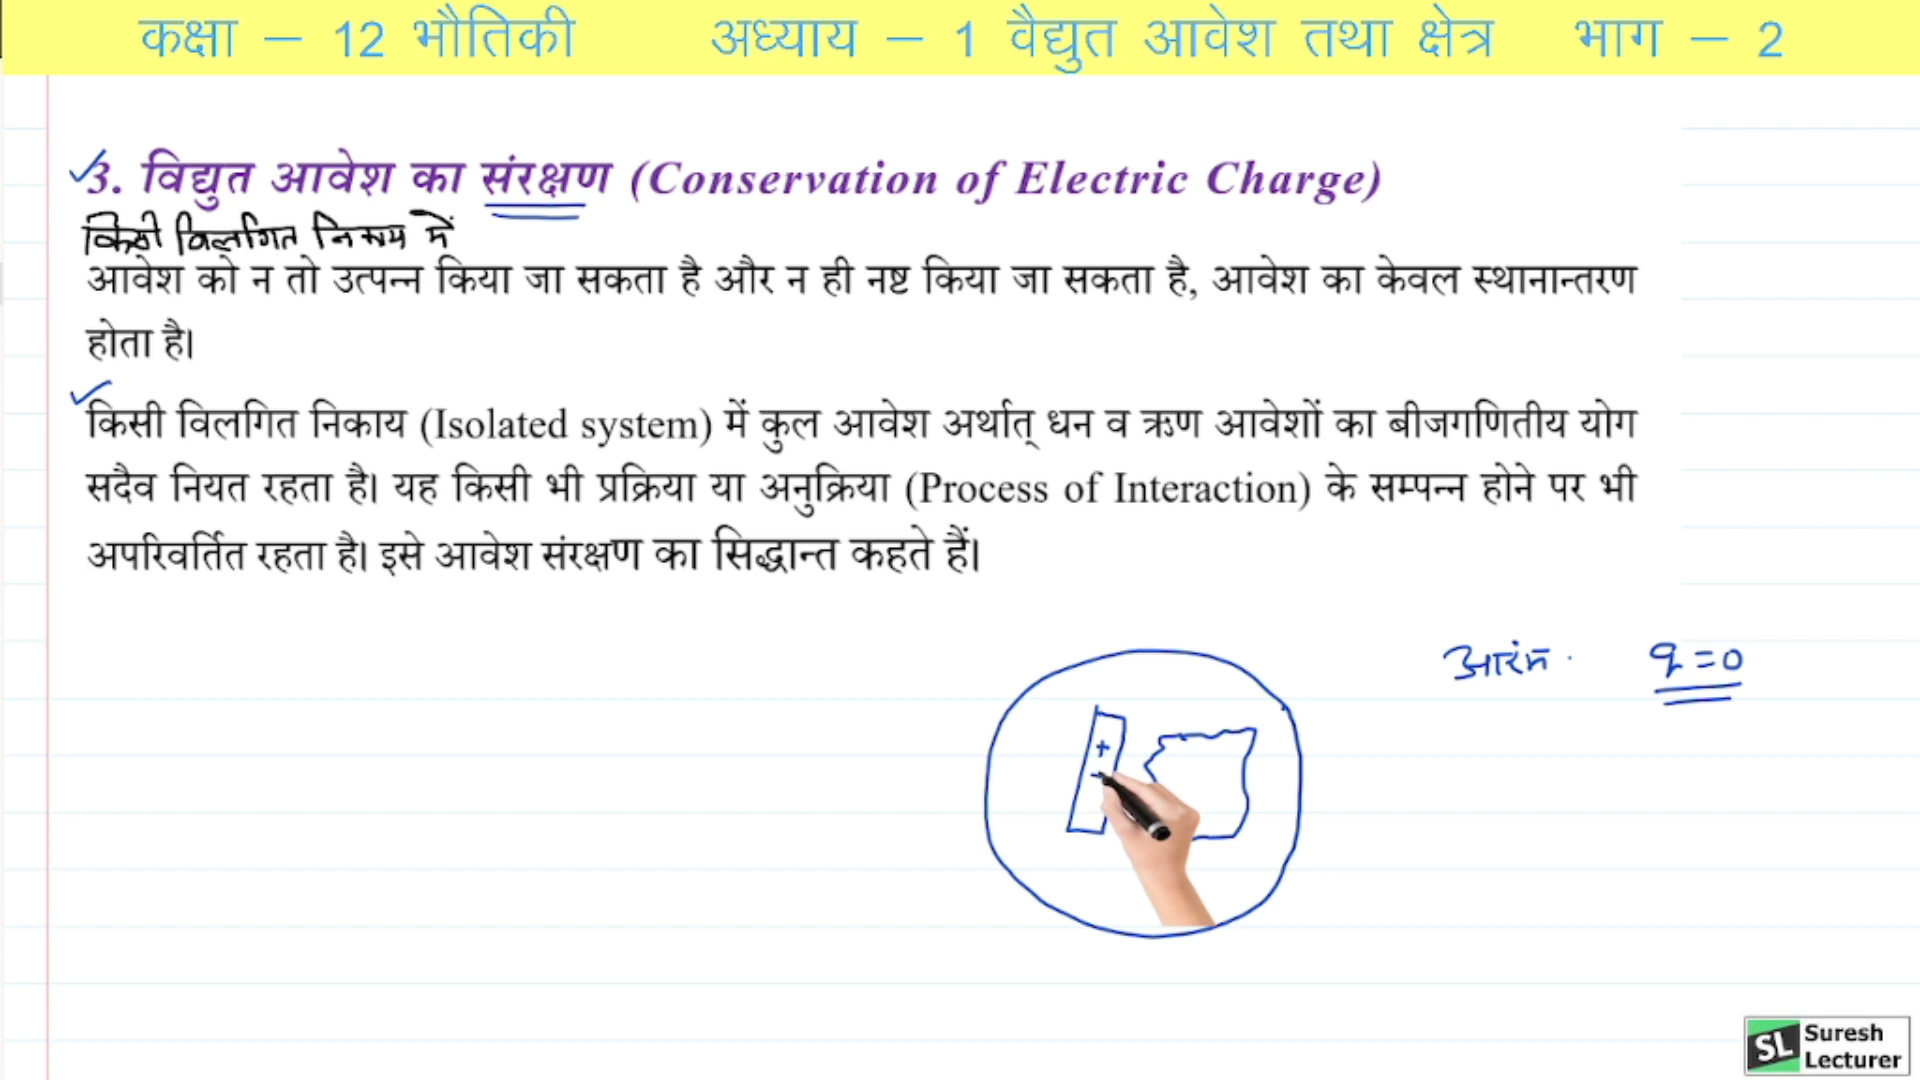 कक्षा – 12 भौतिकी अध्याय – 1 वैद्युत आवेश तथा क्षेत्र भाग – 2
3. विद्युत आवेश का संरक्षण (Conservation of Electric Charge)
किसी विलगित निकाय में
आवेश को न तो उत्पन्न किया जा सकता है और न ही नष्ट किया जा सकता है, आवेश का केवल स्थानान्तरण
होता है।
किसी विलगित निकाय (Isolated system) में कुल आवेश अर्थात् धन व ऋण आवेशों का बीजगणितीय योग
सदैव नियत रहता है। यह किसी भी प्रक्रिया या अनुक्रिया (Process of Interaction) के सम्पन्न होने पर भी
अपरिवर्तित रहता है। इसे आवेश संरक्षण का सिद्धान्त कहते हैं।
आरंभ q = 0
+
SL Suresh
Lecturer